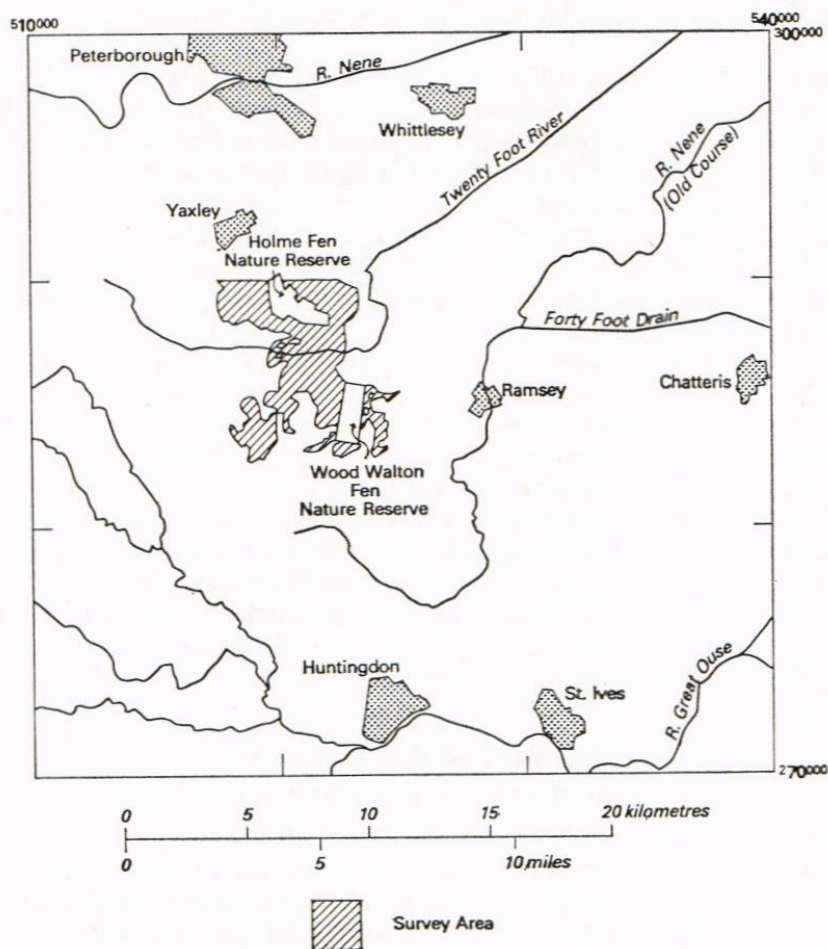 510000
540000
300000
Peterborough
R. Nene
Whittlesey
Twenty Foot River
R. Nene
(Old Course)
Yaxley
Holme Fen
Nature Reserve
Forty Foot Drain
Ramsey
Chatteris
Wood Walton
Fen
Nature Reserve
Huntingdon
St. Ives
R. Great Ouse
270000
0 5 10 15 20 kilometres
0 5 10 miles
Survey Area